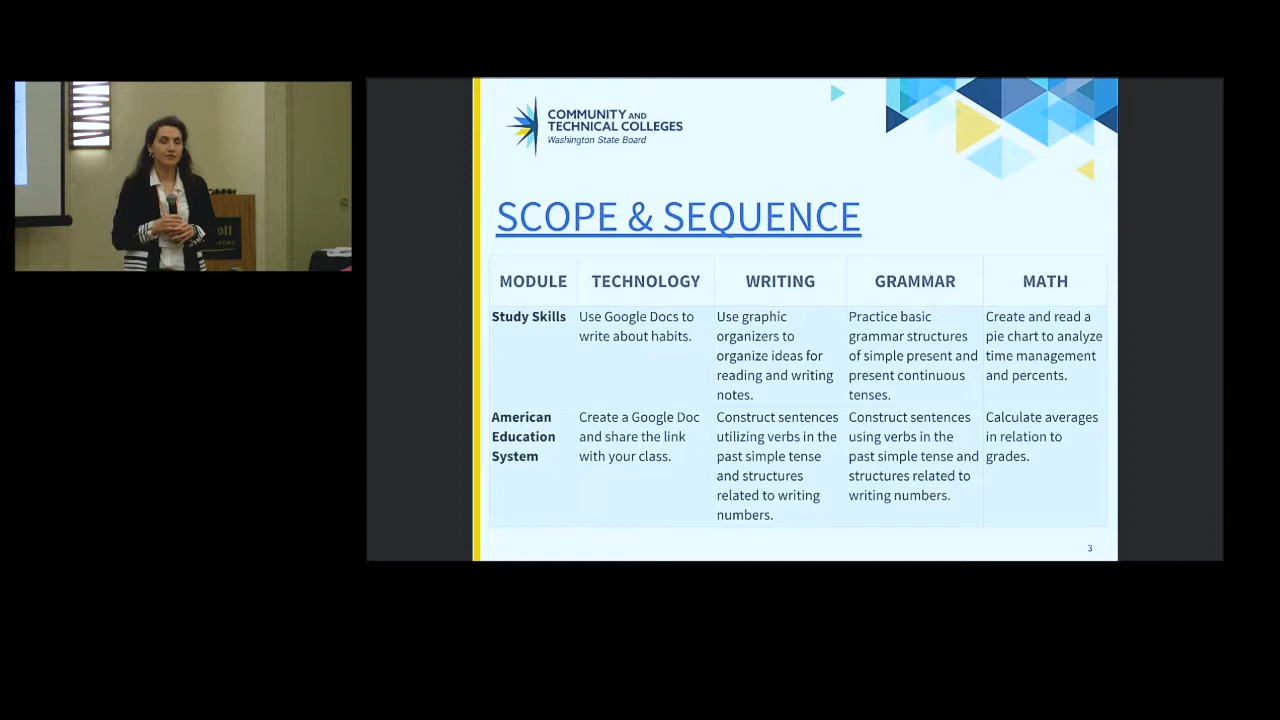 COMMUNITY AND
TECHNICAL COLLEGES
Washington State Board
SCOPE & SEQUENCE
MODULE TECHNOLOGY WRITING GRAMMAR MATH
Study Skills
Use Google Docs to
write about habits.
Use graphic
organizers to
organize ideas for
reading and writing
notes.
Practice basic
grammar structures
of simple present and
present continuous
tenses.
Create and read a
pie chart to analyze
time management
and percents.
American
Education
System
Create a Google Doc
and share the link
with your class.
Construct sentences
utilizing verbs in the
past simple tense
and structures
related to writing
numbers.
Construct sentences
using verbs in the
past simple tense and
structures related to
writing numbers.
Calculate averages
in relation to
grades.
3